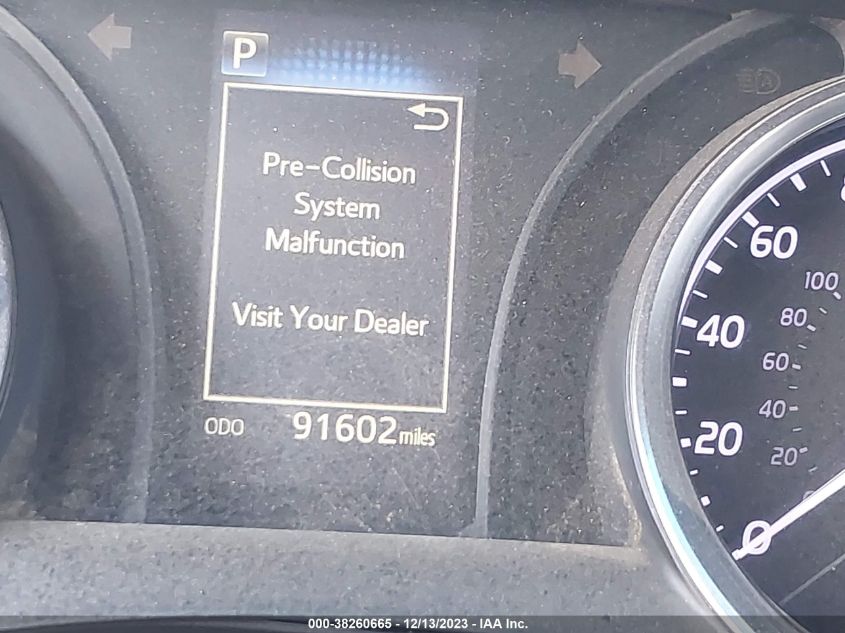 P
Pre-Collision
System
Malfunction
Visit Your Dealer
ODO 91602 miles
60
40
20
0
100
80
60
40
20
000-38260665 - 12/13/2023 - IAA Inc.